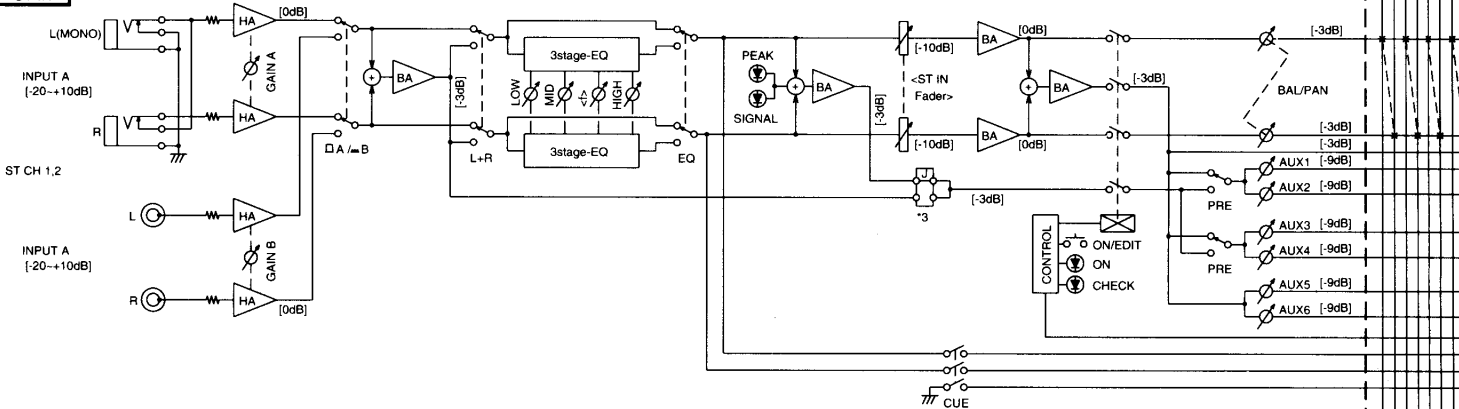 L(MONO)
INPUT A
[-20~+10dB]
R
ST CH 1,2
L
INPUT A
[-20~+10dB]
R
HA
[0dB]
GAIN A
HA
HA
GAIN B
HA
[0dB]
A/ B
BA
[-3dB]
L+R
3stage-EQ
LOW
MID
HIGH
3stage-EQ
EQ
PEAK
SIGNAL
BA
[-3dB]
[-10dB]
<ST IN
Fader>
[-10dB]
J
*3
[-3dB]
BA
[0dB]
BA
[0dB]
BA
[-3dB]
CONTROL
ON/EDIT
ON
CHECK
CUE
[-3dB]
BAL/PAN
[-3dB]
[-3dB]
AUX1 [-9dB]
AUX2 [-9dB]
PRE
AUX3 [-9dB]
AUX4 [-9dB]
PRE
AUX5 [-9dB]
AUX6 [-9dB]